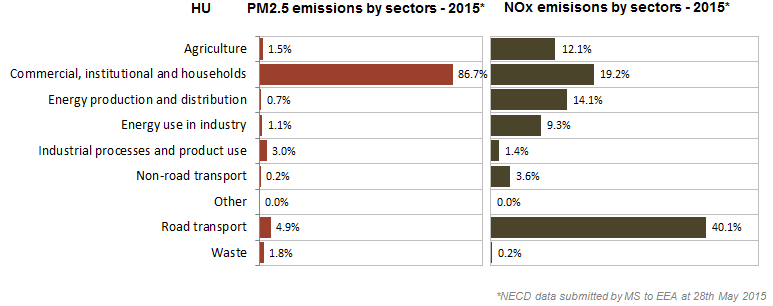 HU PM2.5 emissions by sectors - 2015* NOx emisisons by sectors - 2015*
Agriculture 1.5% 12.1%
Commercial, institutional and households 86.7% 19.2%
Energy production and distribution 0.7% 14.1%
Energy use in industry 1.1% 9.3%
Industrial processes and product use 3.0% 1.4%
Non-road transport 0.2% 3.6%
Other 0.0% 0.0%
Road transport 4.9% 40.1%
Waste 1.8% 0.2%
*NECD data submitted by MS to EEA at 28th May 2015